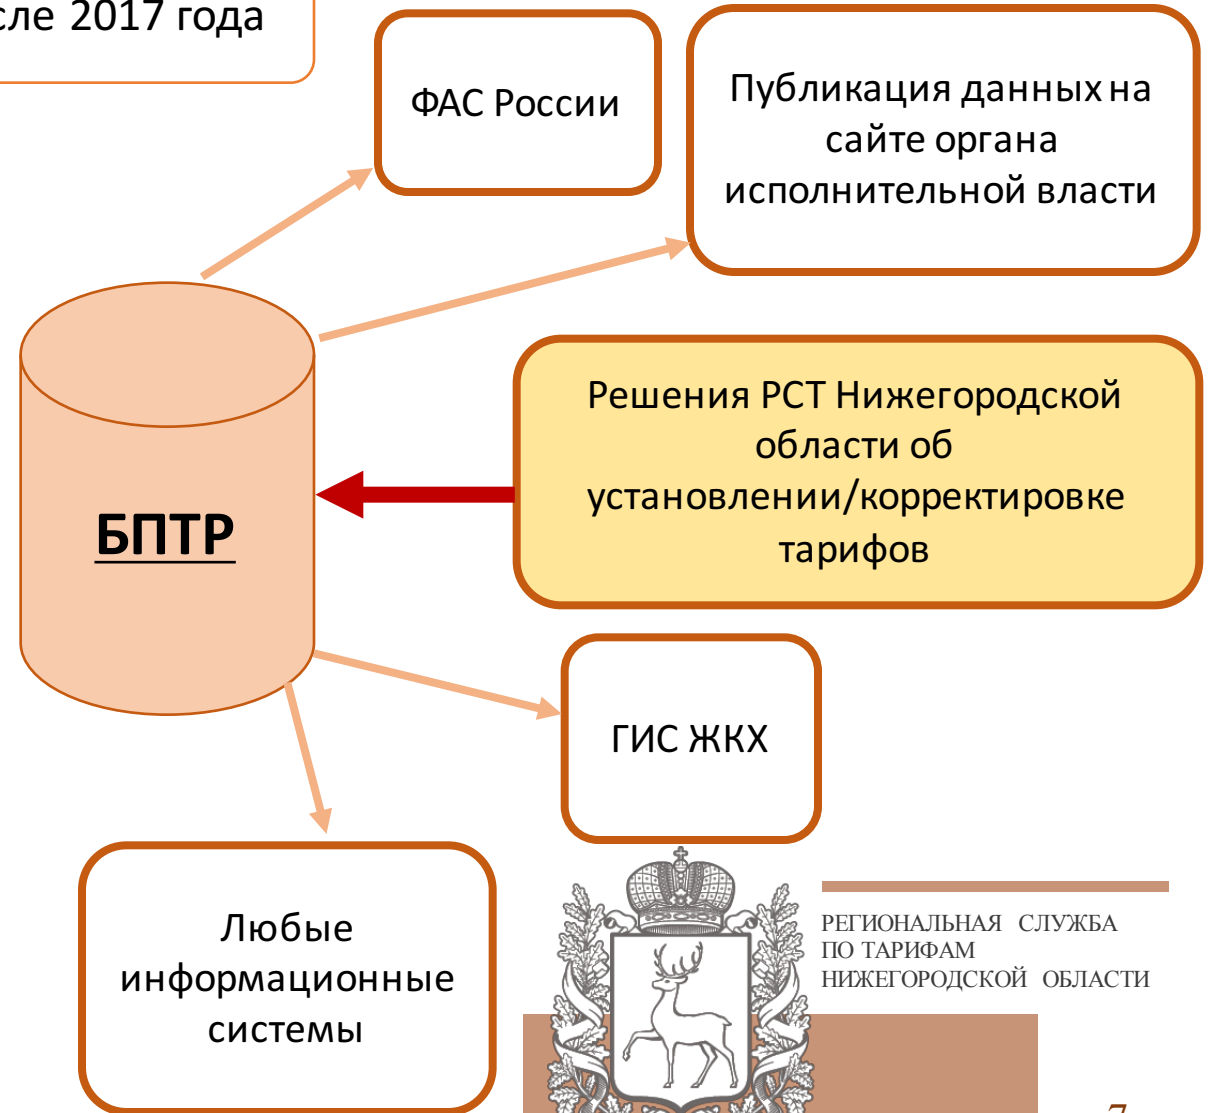 сле 2017 года
ФАС России
Публикация данных на
сайте органа
исполнительной власти
Решения РСТ Нижегородской
области об
установлении/корректировке
тарифов
БПТР
ГИС ЖКХ
Любые
информационные
системы
РЕГИОНАЛЬНАЯ СЛУЖБА
ПО ТАРИФАМ
НИЖЕГОРОДСКОЙ ОБЛАСТИ
7